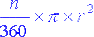 n/360 × π × r²